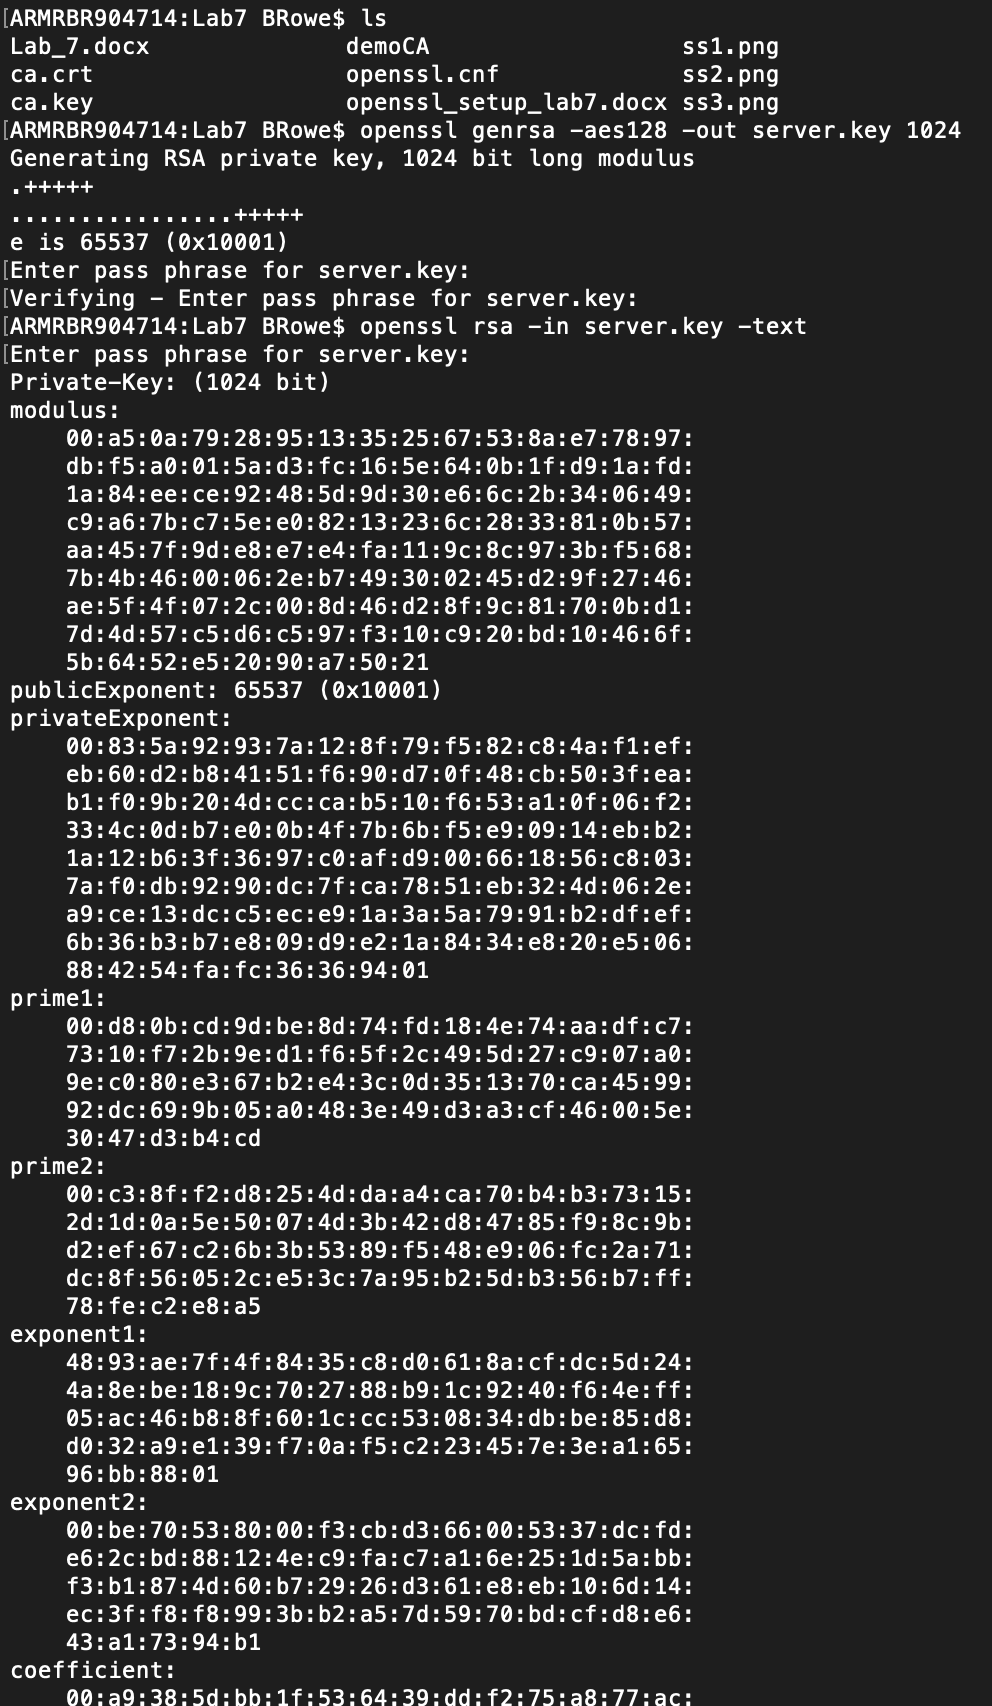 [ARMRBR904714:Lab7 BRowe$ ls
Lab_7.docx demoCA ss1.png
ca.crt openssl.cnf ss2.png
ca.key openssl_setup_lab7.docx ss3.png
[ARMRBR904714:Lab7 BRowe$ openssl genrsa -aes128 -out server.key 1024
Generating RSA private key, 1024 bit long modulus
.+++++
................+++++
e is 65537 (0x10001)
[Enter pass phrase for server.key:
[Verifying - Enter pass phrase for server.key:
[ARMRBR904714:Lab7 BRowe$ openssl rsa -in server.key -text
[Enter pass phrase for server.key:
Private-Key: (1024 bit)
modulus:
00:a5:0a:79:28:95:13:35:25:67:53:8a:e7:78:97:
db:f5:a0:01:5a:d3:fc:16:5e:64:0b:1f:d9:1a:fd:
1a:84:ee:ce:92:48:5d:9d:30:e6:6c:2b:34:06:49:
c9:a6:7b:c7:5e:e0:82:13:23:6c:28:33:81:0b:57:
aa:45:7f:9d:e8:e7:e4:fa:11:9c:8c:97:3b:f5:68:
7b:4b:46:00:06:2e:b7:49:30:02:45:d2:9f:27:46:
ae:5f:4f:07:2c:00:8d:46:d2:8f:9c:81:70:0b:d1:
7d:4d:57:c5:d6:c5:97:f3:10:c9:20:bd:10:46:6f:
5b:64:52:e5:20:90:a7:50:21
publicExponent: 65537 (0x10001)
privateExponent:
00:83:5a:92:93:7a:12:8f:79:f5:82:c8:4a:f1:ef:
eb:60:d2:b8:41:51:f6:90:d7:0f:48:cb:50:3f:ea:
b1:f0:9b:20:4d:cc:ca:b5:10:f6:53:a1:0f:06:f2:
33:4c:0d:b7:e0:0b:4f:7b:6b:f5:e9:09:14:eb:b2:
1a:12:b6:3f:36:97:c0:af:d9:00:66:18:56:c8:03:
7a:f0:db:92:90:dc:7f:ca:78:51:eb:32:4d:06:2e:
a9:ce:13:dc:c5:ec:e9:1a:3a:5a:79:91:b2:df:ef:
6b:36:b3:b7:e8:09:d9:e2:1a:84:34:e8:20:e5:06:
88:42:54:fa:fc:36:36:94:01
prime1:
00:d8:0b:cd:9d:be:8d:74:fd:18:4e:74:aa:df:c7:
73:10:f7:2b:9e:d1:f6:5f:2c:49:5d:27:c9:07:a0:
9e:c0:80:e3:67:b2:e4:3c:0d:35:13:70:ca:45:99:
92:dc:69:9b:05:a0:48:3e:49:d3:a3:cf:46:00:5e:
30:47:d3:b4:cd
prime2:
00:c3:8f:f2:d8:25:4d:da:a4:ca:70:b4:b3:73:15:
2d:1d:0a:5e:50:07:4d:3b:42:d8:47:85:f9:8c:9b:
d2:ef:67:c2:6b:3b:53:89:f5:48:e9:06:fc:2a:71:
dc:8f:56:05:2c:e5:3c:7a:95:b2:5d:b3:56:b7:ff:
78:fe:c2:e8:a5
exponent1:
48:93:ae:7f:4f:84:35:c8:d0:61:8a:cf:dc:5d:24:
4a:8e:be:18:9c:70:27:88:b9:1c:92:40:f6:4e:ff:
05:ac:46:b8:8f:60:1c:cc:53:08:34:db:be:85:d8:
d0:32:a9:e1:39:f7:0a:f5:c2:23:45:7e:3e:a1:65:
96:bb:88:01
exponent2:
00:be:70:53:80:00:f3:cb:d3:66:00:53:37:dc:fd:
e6:2c:bd:88:12:4e:c9:fa:c7:a1:6e:25:1d:5a:bb:
f3:b1:87:4d:60:b7:29:26:d3:61:e8:eb:10:6d:14:
ec:3f:f8:f8:99:3b:b2:a5:7d:59:70:bd:cf:d8:e6:
43:a1:73:94:b1
coefficient:
00:a9:38:5d:bb:1f:53:64:39:dd:f2:75:a8:77:ac: